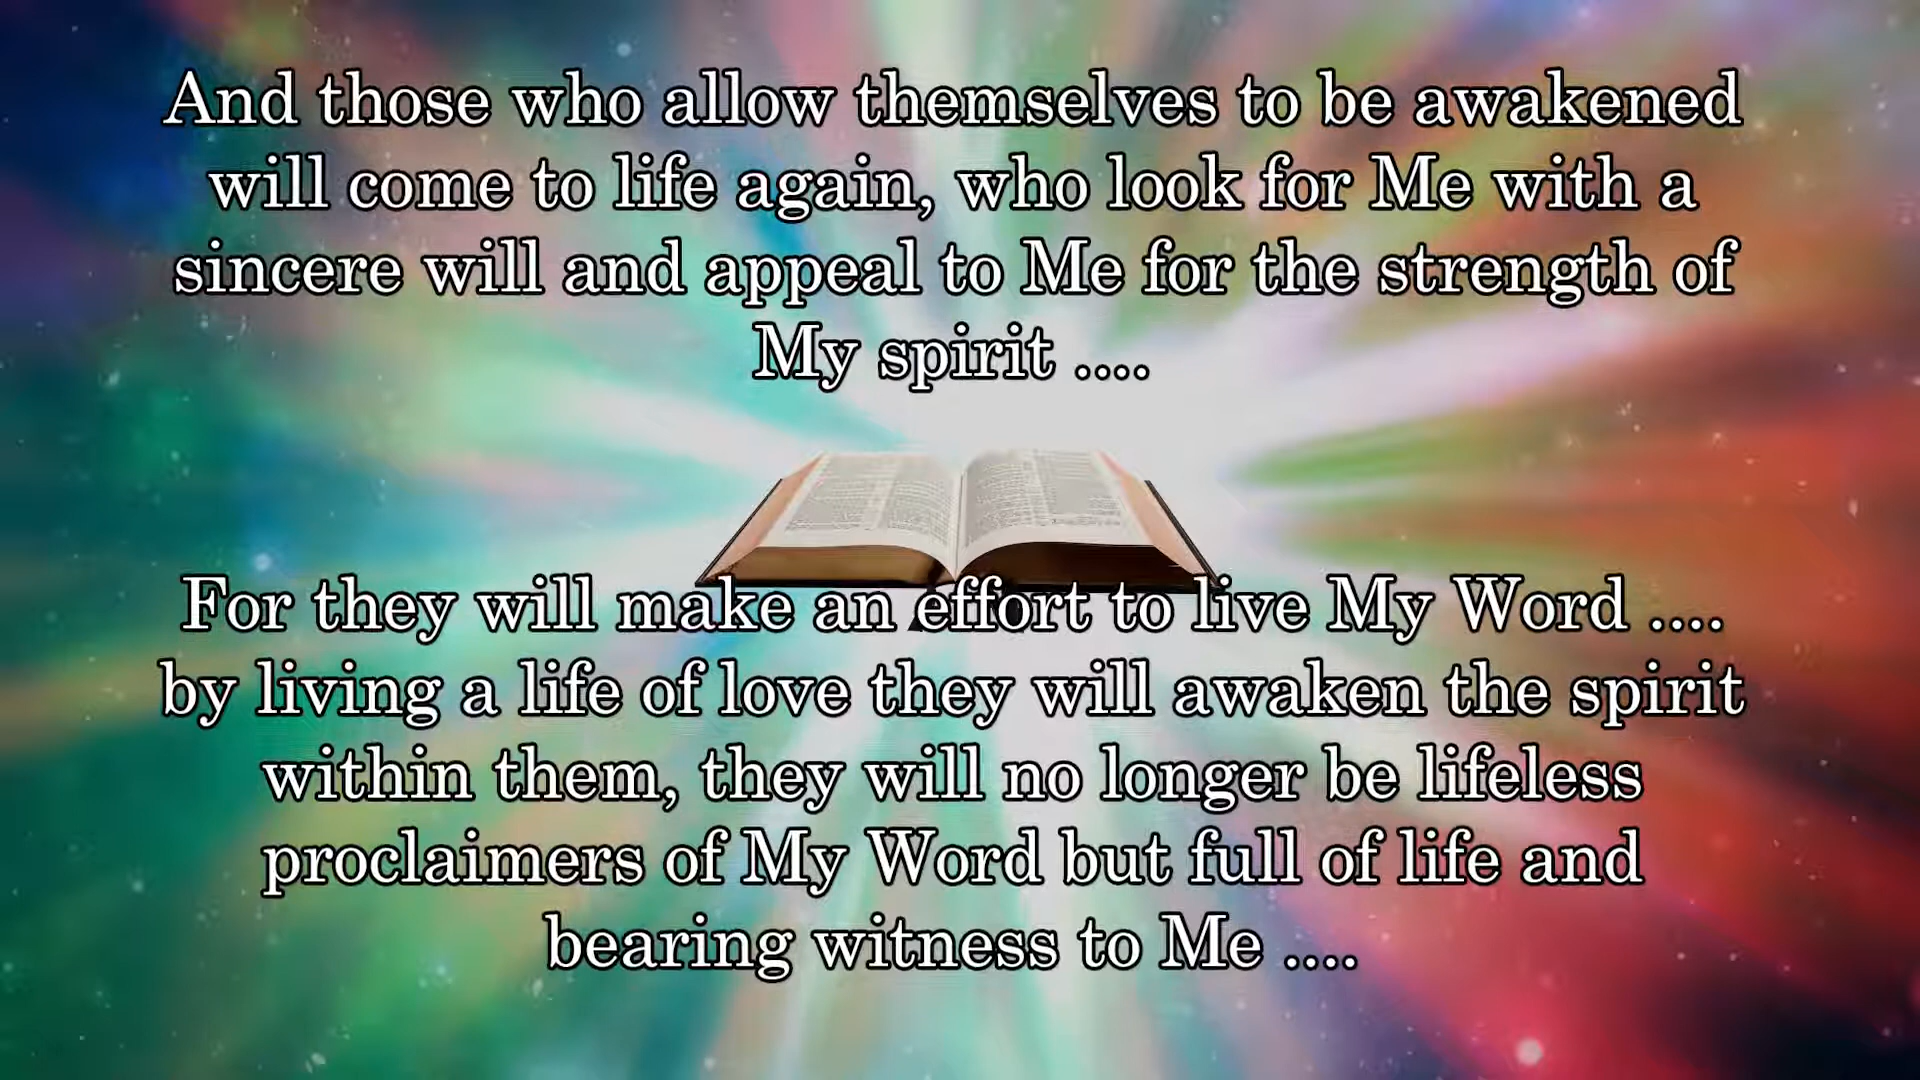 And those who allow themselves to be awakened
will come to life again, who look for Me with a
sincere will and appeal to Me for the strength of
My spirit ....
For they will make an effort to live My Word ....
by living a life of love they will awaken the spirit
within them, they will no longer be lifeless
proclaimers of My Word but full of life and
bearing witness to Me ....